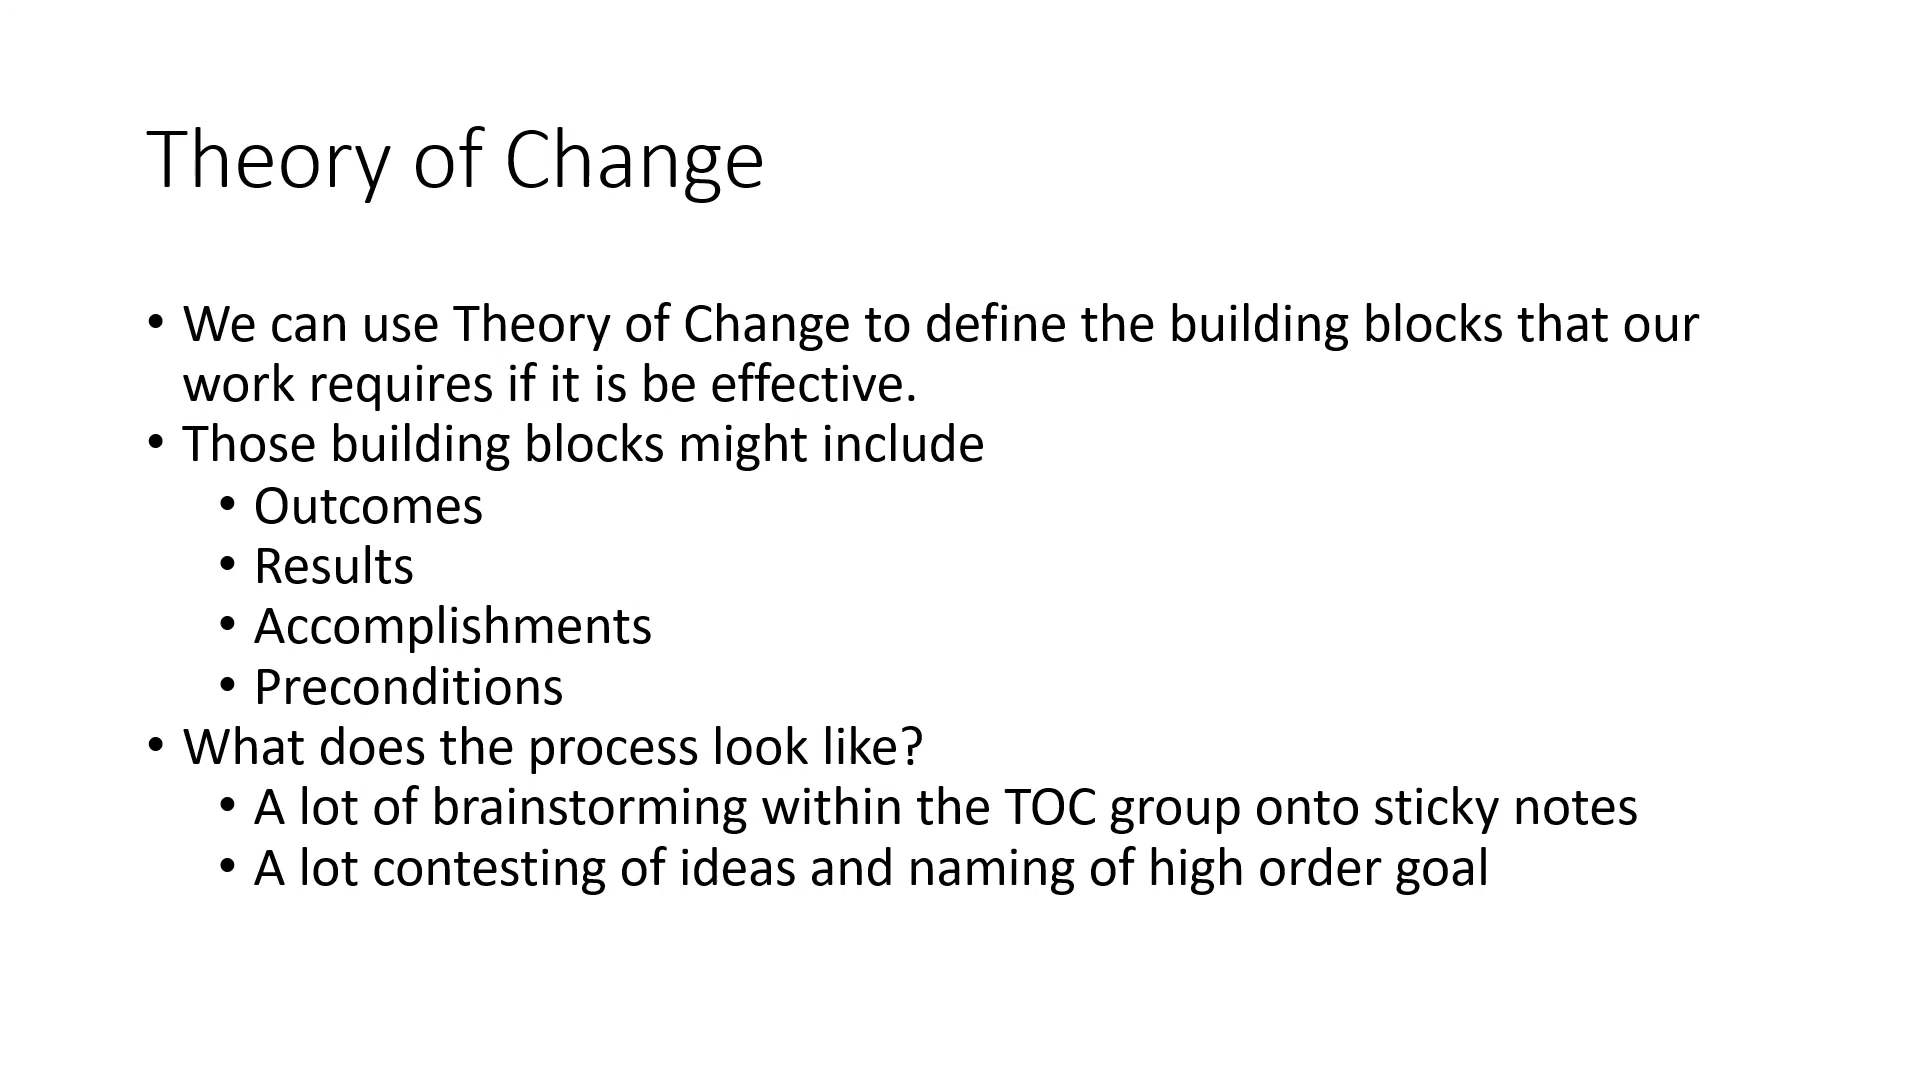 Theory of Change
• We can use Theory of Change to define the building blocks that our
work requires if it is be effective.
• Those building blocks might include
• Outcomes
• Results
• Accomplishments
• Preconditions
• What does the process look like?
• A lot of brainstorming within the TOC group onto sticky notes
• A lot contesting of ideas and naming of high order goal